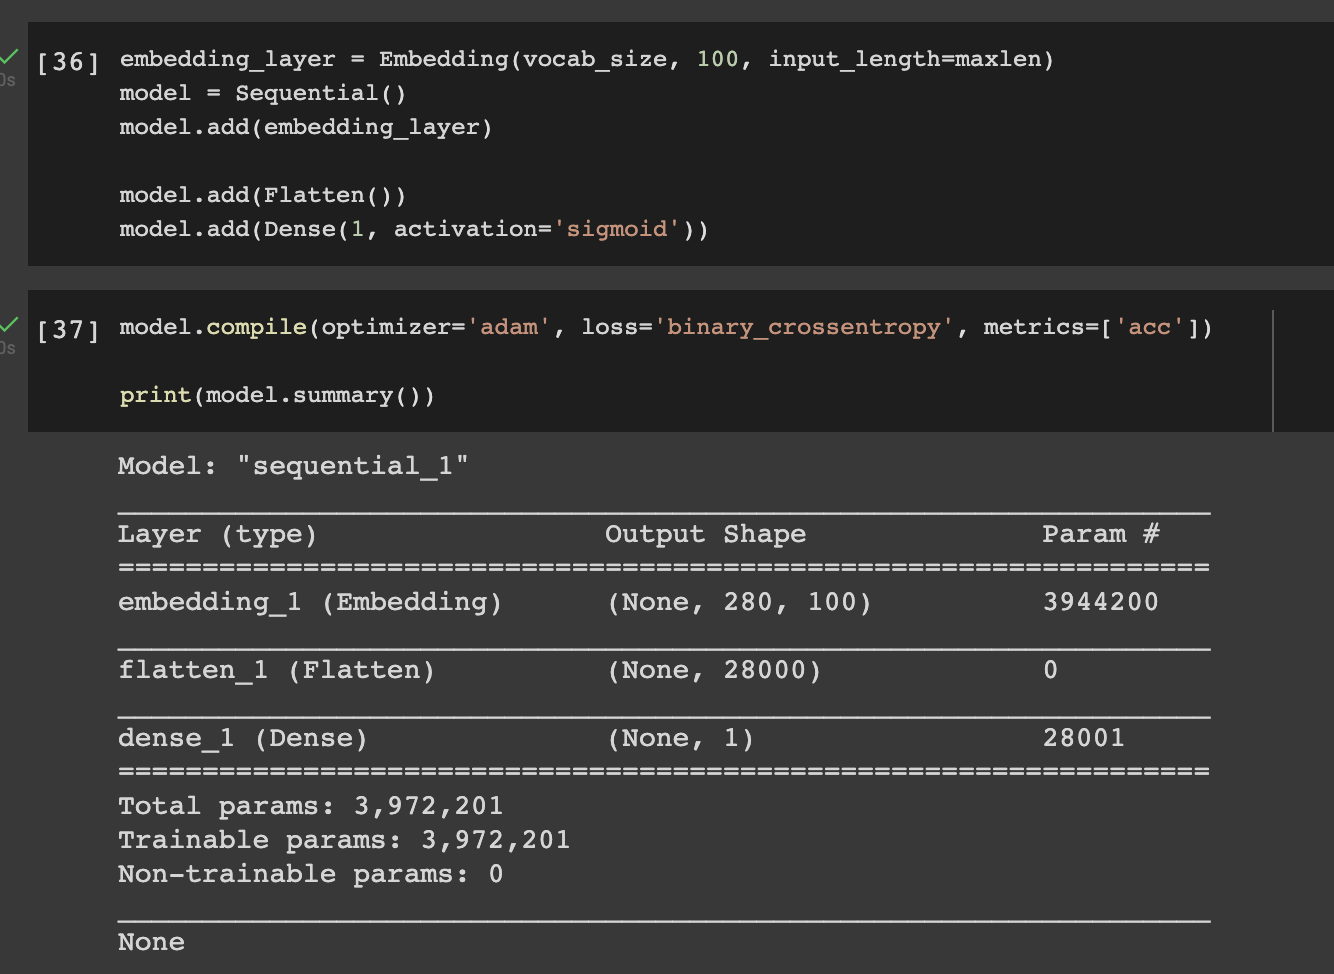 [36] embedding_layer = Embedding(vocab_size, 100, input_length=maxlen)
0s
model = Sequential()
model.add(embedding_layer)
model.add(Flatten())
model.add(Dense(1, activation='sigmoid'))
[37] model.compile(optimizer='adam', loss='binary_crossentropy', metrics=['acc'])
0s
print(model.summary())
Model: "sequential_1"
_________________________________________________________________
Layer (type) Output Shape Param #
=================================================================
embedding_1 (Embedding) (None, 280, 100) 3944200
_________________________________________________________________
flatten_1 (Flatten) (None, 28000) 0
_________________________________________________________________
dense_1 (Dense) (None, 1) 28001
=================================================================
Total params: 3,972,201
Trainable params: 3,972,201
Non-trainable params: 0
_________________________________________________________________
None